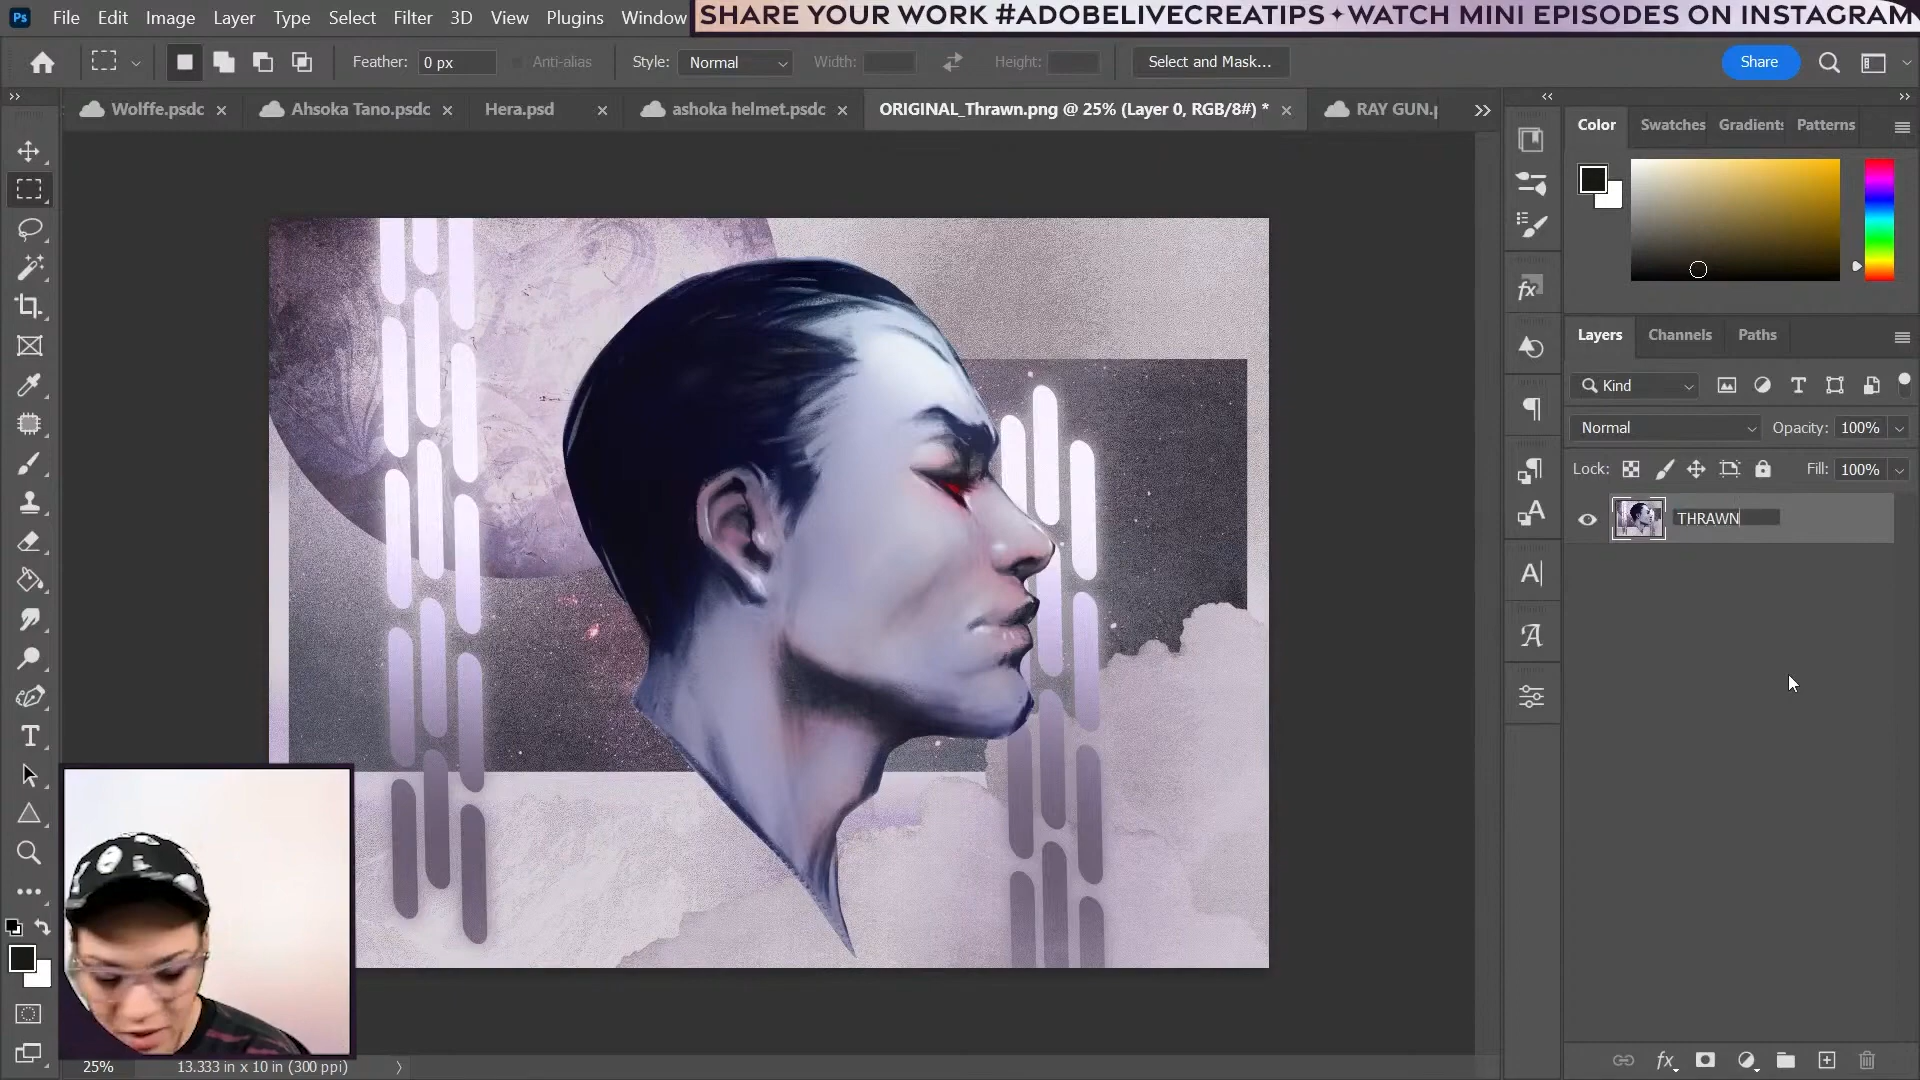 Ps File Edit Image Layer Type Select Filter 3D View Plugins Window
SHARE YOUR WORK #ADOBELIVECREATIPS ✦ WATCH MINI EPISODES ON INSTAGRAM
Feather: 0 px Anti-alias Style: Normal Width: Height: Select and Mask... Share
Wolffe.psdc Ahsoka Tano.psdc Hera.psd ashoka helmet.psdc ORIGINAL_Thrawn.png @ 25% (Layer 0, RGB/8#) * RAY GUN.p
Color Swatches Gradients Patterns
Layers Channels Paths
Kind
Normal Opacity: 100%
Lock: Fill: 100%
THRAWN
25% 13.333 in x 10 in (300 ppi)